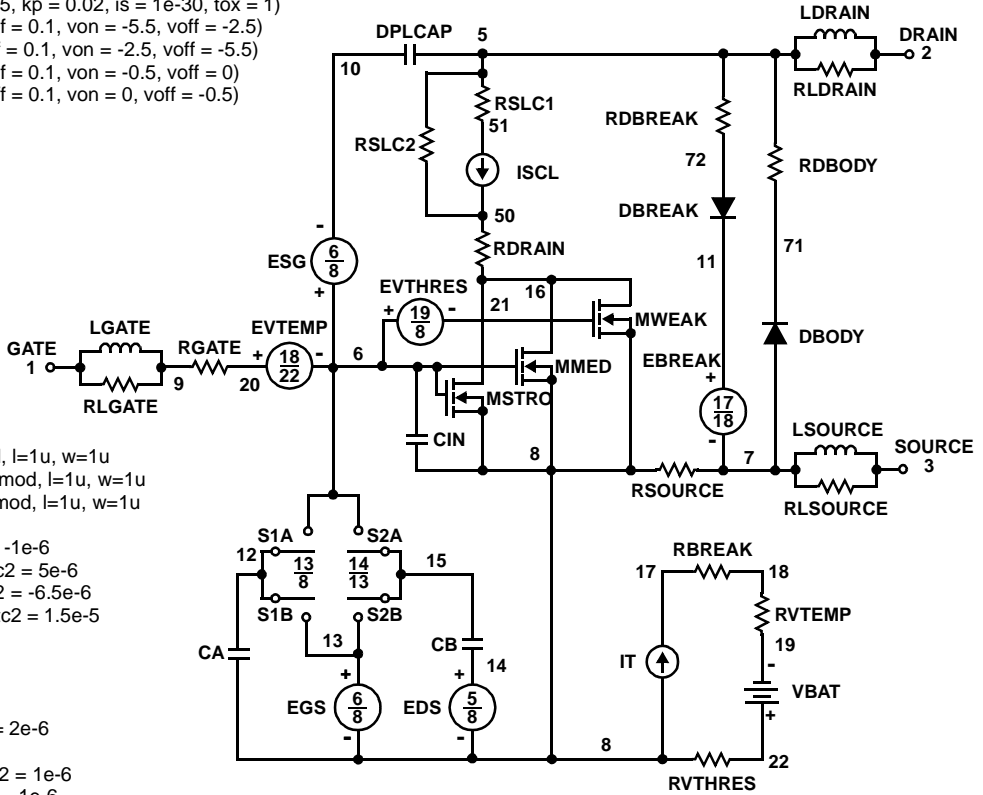 5, kp = 0.02, is = 1e-30, tox = 1)
f = 0.1, von = -5.5, voff = -2.5)
f = 0.1, von = -2.5, voff = -5.5)
f = 0.1, von = -0.5, voff = 0)
ff = 0.1, von = 0, voff = -0.5)
LDRAIN
DPLCAP
5
DRAIN
2
10
RLDRAIN
RSLC1
51
RDBREAK
RSLC2
72
RDBODY
ISCL
DBREAK
50
71
RDRAIN
ESG
6
8
11
EVTHRES
16
21
19
8
MWEAK
LGATE
EVTEMP
GATE
1
RGATE
18
22
6
MMED
EBREAK
DBODY
9
20
RLGATE
MSTRO
17
18
CIN
LSOURCE
SOURCE
3
8
7
RSOURCE
RLSOURCE
, l=1u, w=1u
mod, l=1u, w=1u
mod, l=1u, w=1u
-1e-6
c2 = 5e-6
2 = -6.5e-6
c2 = 1.5e-5
S1A
S2A
12
13
8
14
13
15
S1B
S2B
13
CA
CB
14
EGS
6
8
EDS
5
8
RBREAK
17
18
RVTEMP
19
IT
VBAT
8
22
RVTHRES
= 2e-6
2 = 1e-6